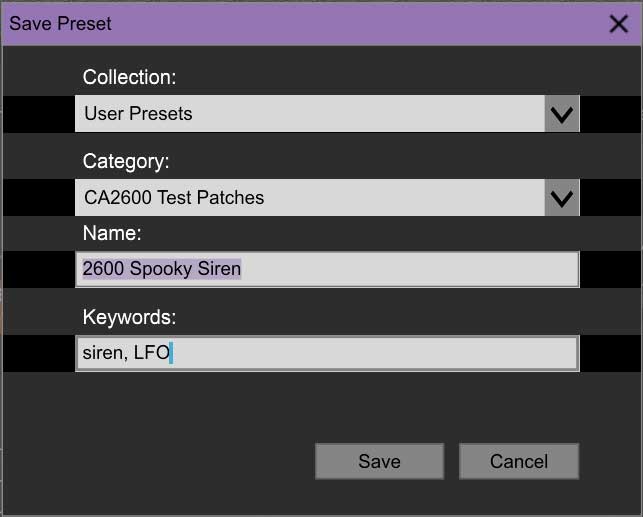 Save Preset
Collection:
User Presets
Category:
CA2600 Test Patches
Name:
2600 Spooky Siren
Keywords:
siren, LFO
Save
Cancel